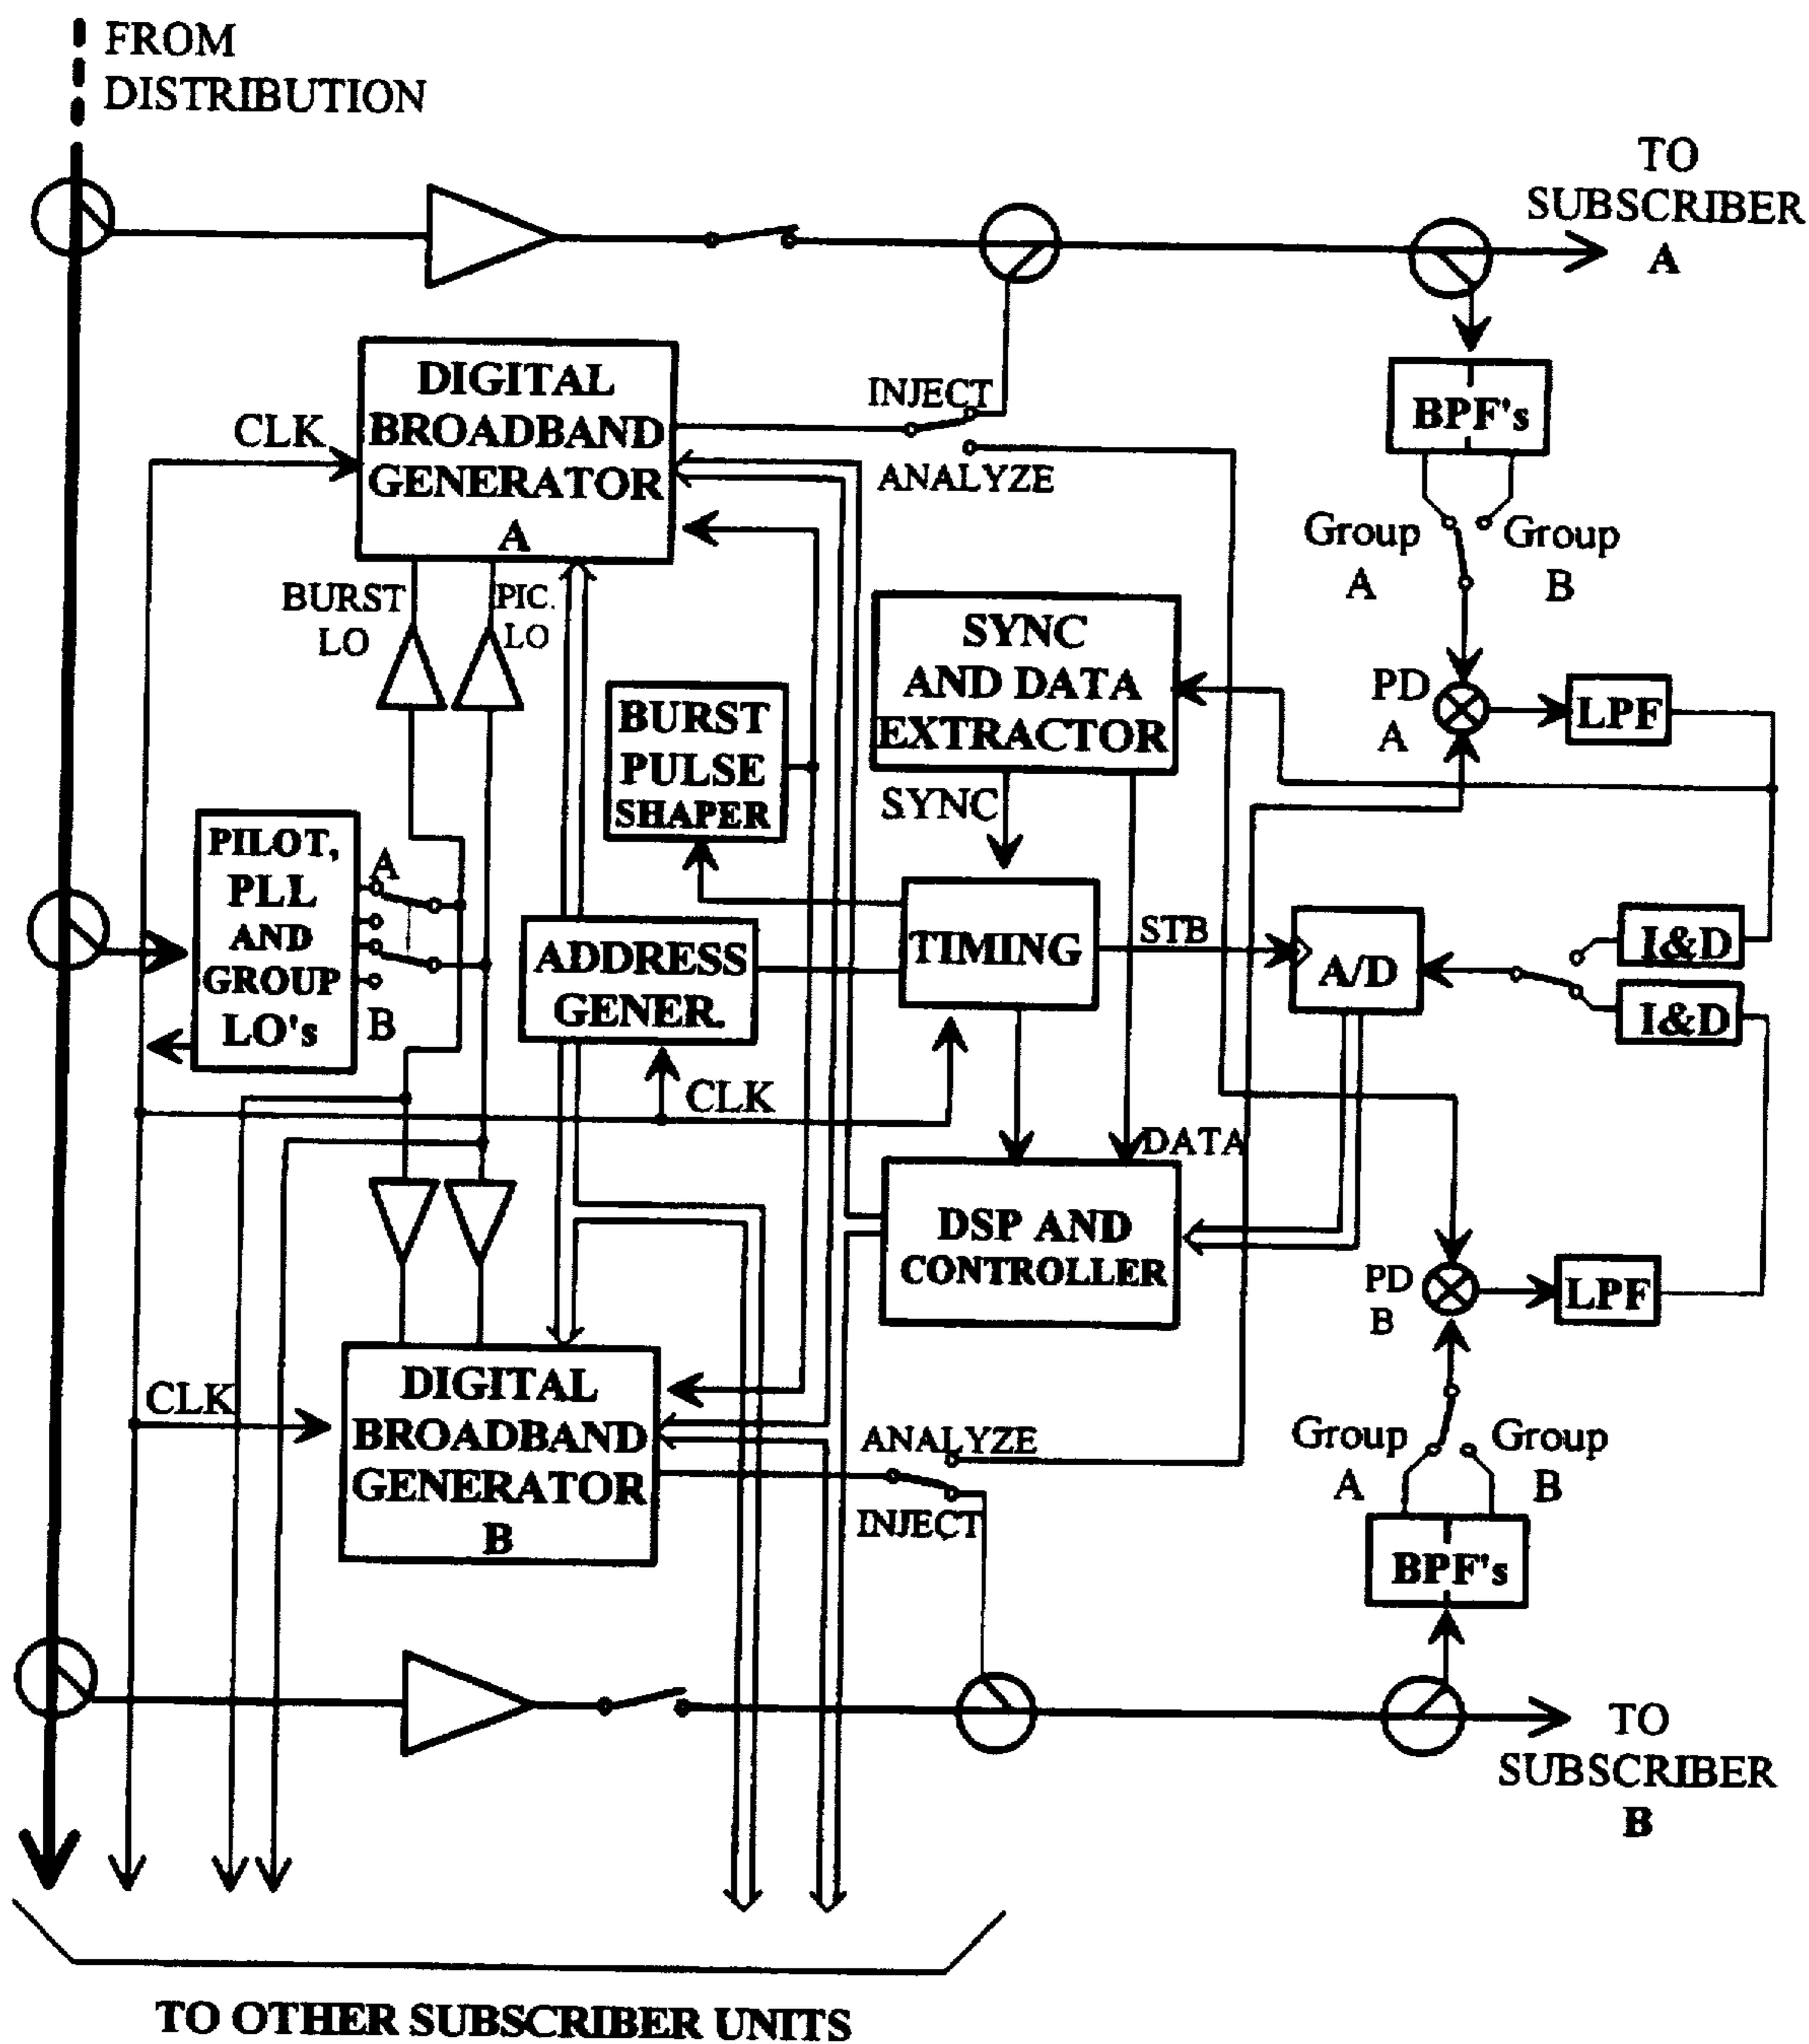 FROM
DISTRIBUTION
TO
SUBSCRIBER
A
DIGITAL
BROADBAND
GENERATOR
A
CLK
INJECT
ANALYZE
BPF's
Group
A
Group
B
BURST
LO
PIC.
LO
SYNC
AND DATA
EXTRACTOR
BURST
PULSE
SHAPER
PD
A
LPF
SYNC
PILOT,
PLL
AND
GROUP
LO's
A
B
ADDRESS
GENER.
TIMING
STB
A/D
I&D
I&D
CLK
DATA
DSP AND
CONTROLLER
PD
B
LPF
CLK
DIGITAL
BROADBAND
GENERATOR
B
ANALYZE
INJECT
Group
A
Group
B
BPF's
TO
SUBSCRIBER
B
TO OTHER SUBSCRIBER UNITS